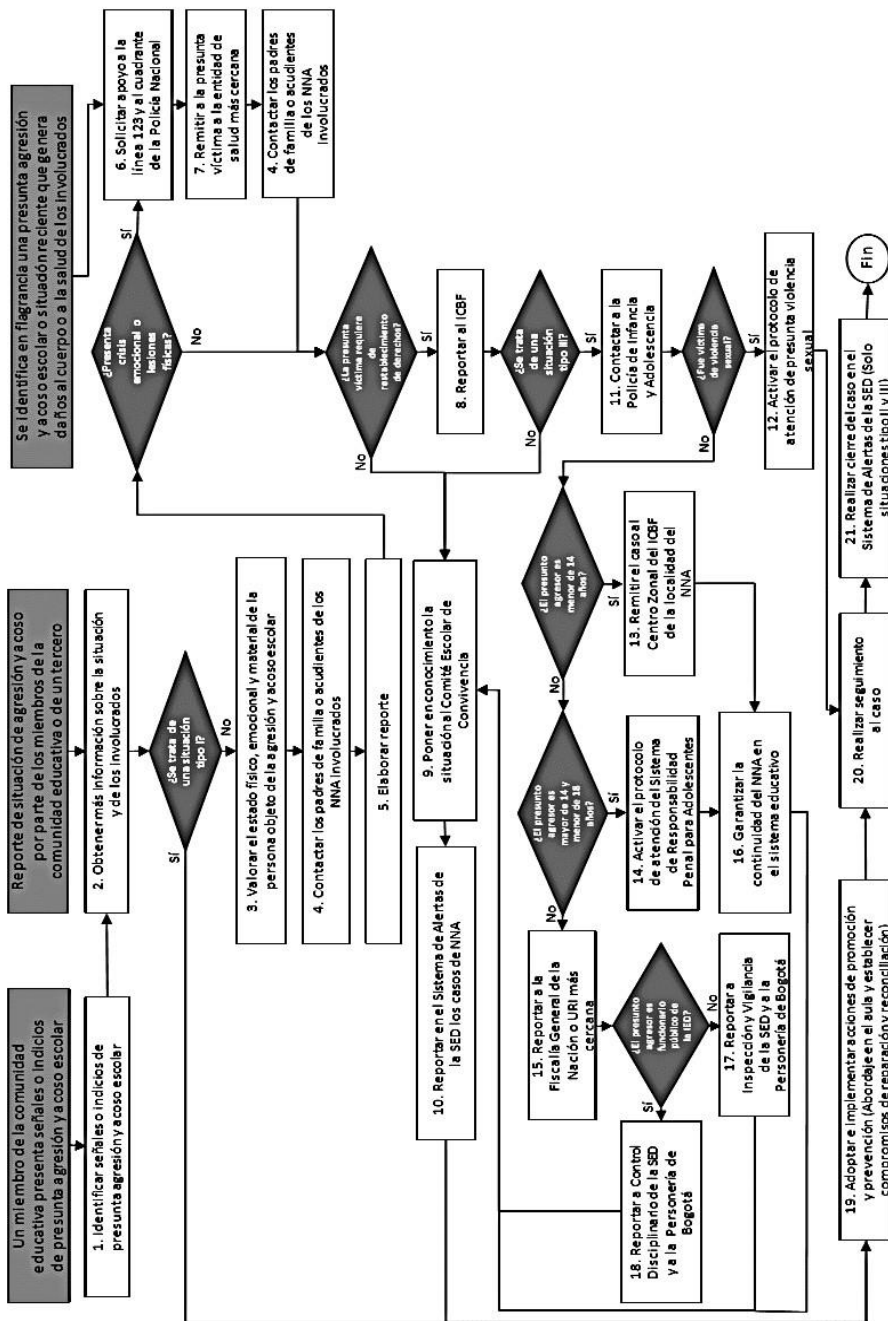 Un miembro de la comunidad
educativa presenta señales o indicios
de presunta agresión y acoso escolar
Reporte de situación de agresión y acoso
por parte de los miembros de la
comunidad educativa o de un tercero
Se identifica en flagrancia una presunta agresión
y acoso escolar o situación reciente que genera
daños al cuerpo o a la salud de los involucrados
1. Identificar señales o indicios de
presunta agresión y acoso escolar
2. Obtener más información sobre la situación
y de los Involucrados
¿Se trata de
una situación
tipo I?
Sí
No
3. Valorar el estado físico, emocional y material de la
persona objeto de la agresión y acoso escolar
4. Contactar los padres de familia o acudientes de los
NNA involucrados
5. Elaborar reporte
¿Presenta
crisis
emocional o
lesiones
físicas?
Sí
No
6. Solicitar apoyo a la
línea 123 y al cuadrante
de la Policía Nacional
7. Remitir a la presunta
víctima a la entidad de
salud más cercana
4. Contactar los padres
de familia o acudientes
de los NNA
Involucrados
¿La presunta
víctima requiere
de
restablecimiento
de derechos?
No
Sí
8. Reportar al ICBF
¿Se trata
de una
situación
tipo III?
No
Sí
9. Poner en conocimiento la
situación al Comité Escolar de
Convivencia
10. Reportar en el Sistema de Alertas de
la SED los casos de NNA
11. Contactar a la
Policía de Infancia
y Adolescencia
¿Fue víctima
de violencia
sexual?
No
Sí
12. Activar el protocolo de
atención de presunta violencia
sexual
¿El presunto
agresor es
menor de 14
años?
No
Sí
13. Remitir el caso al
Centro Zonal del ICBF
de la localidad del
NNA
¿El presunto
agresor es
mayor de 14 y
menor de 18
años?
No
Sí
14. Activar el protocolo
de atención del Sistema
de Responsabilidad
Penal para Adolescentes
15. Reportar a la
Fiscalía General de la
Nación o URI más
cercana
16. Garantizar la
continuidad del NNA en
el sistema educativo
¿El presunto
agresor es
funcionario
público de
la IED?
Sí
No
17. Reportar a
Inspección y Vigilancia
de la SED y a la
Personería de Bogotá
18. Reportar a Control
Disciplinario de la SED
y a la Personería de
Bogotá
19. Adoptar e Implementar acciones de promoción
y prevención (Abordaje en el aula y establecer
compromisos de reparación y reconciliación)
20. Realizar seguimiento
al caso
21. Realizar cierre del caso en el
Sistema de Alertas de la SED (Solo
situaciones tipo II y III)
Fin